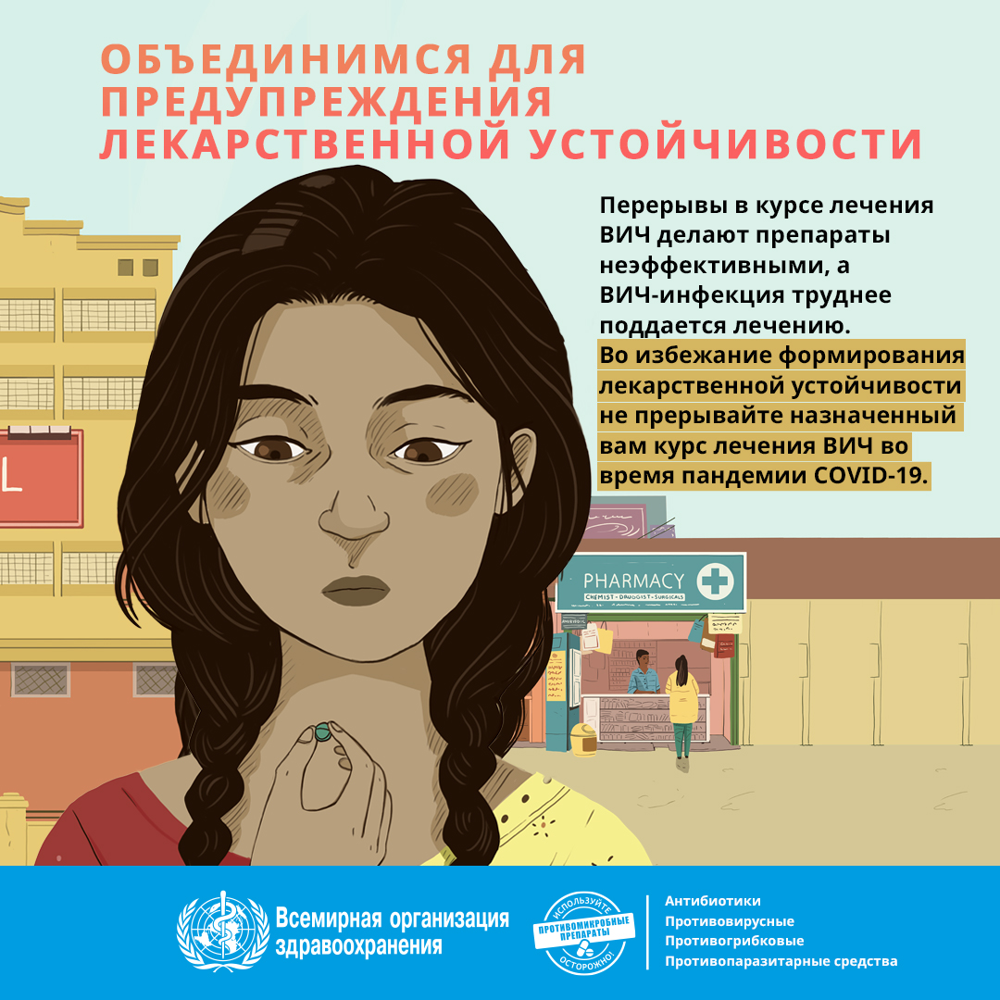 ОБЪЕДИНИМСЯ ДЛЯ
ПРЕДУПРЕЖДЕНИЯ
ЛЕКАРСТВЕННОЙ УСТОЙЧИВОСТИ
Перерывы в курсе лечения
ВИЧ делают препараты
неэффективными, а
ВИЧ-инфекция труднее
поддается лечению.
Во избежание формирования
лекарственной устойчивости
не прерывайте назначенный
вам курс лечения ВИЧ во
время пандемии COVID-19.
L
PHARMACY
CHEMIST - DRUGGIST - SURGICALS
Всемирная организация
здравоохранения
ИСПОЛЬЗУЙТЕ
ПРОТИВОМИКРОБНЫЕ
ПРЕПАРАТЫ
ОСТОРОЖНО!
Антибиотики
Противовирусные
Противогрибковые
Противопаразитарные средства